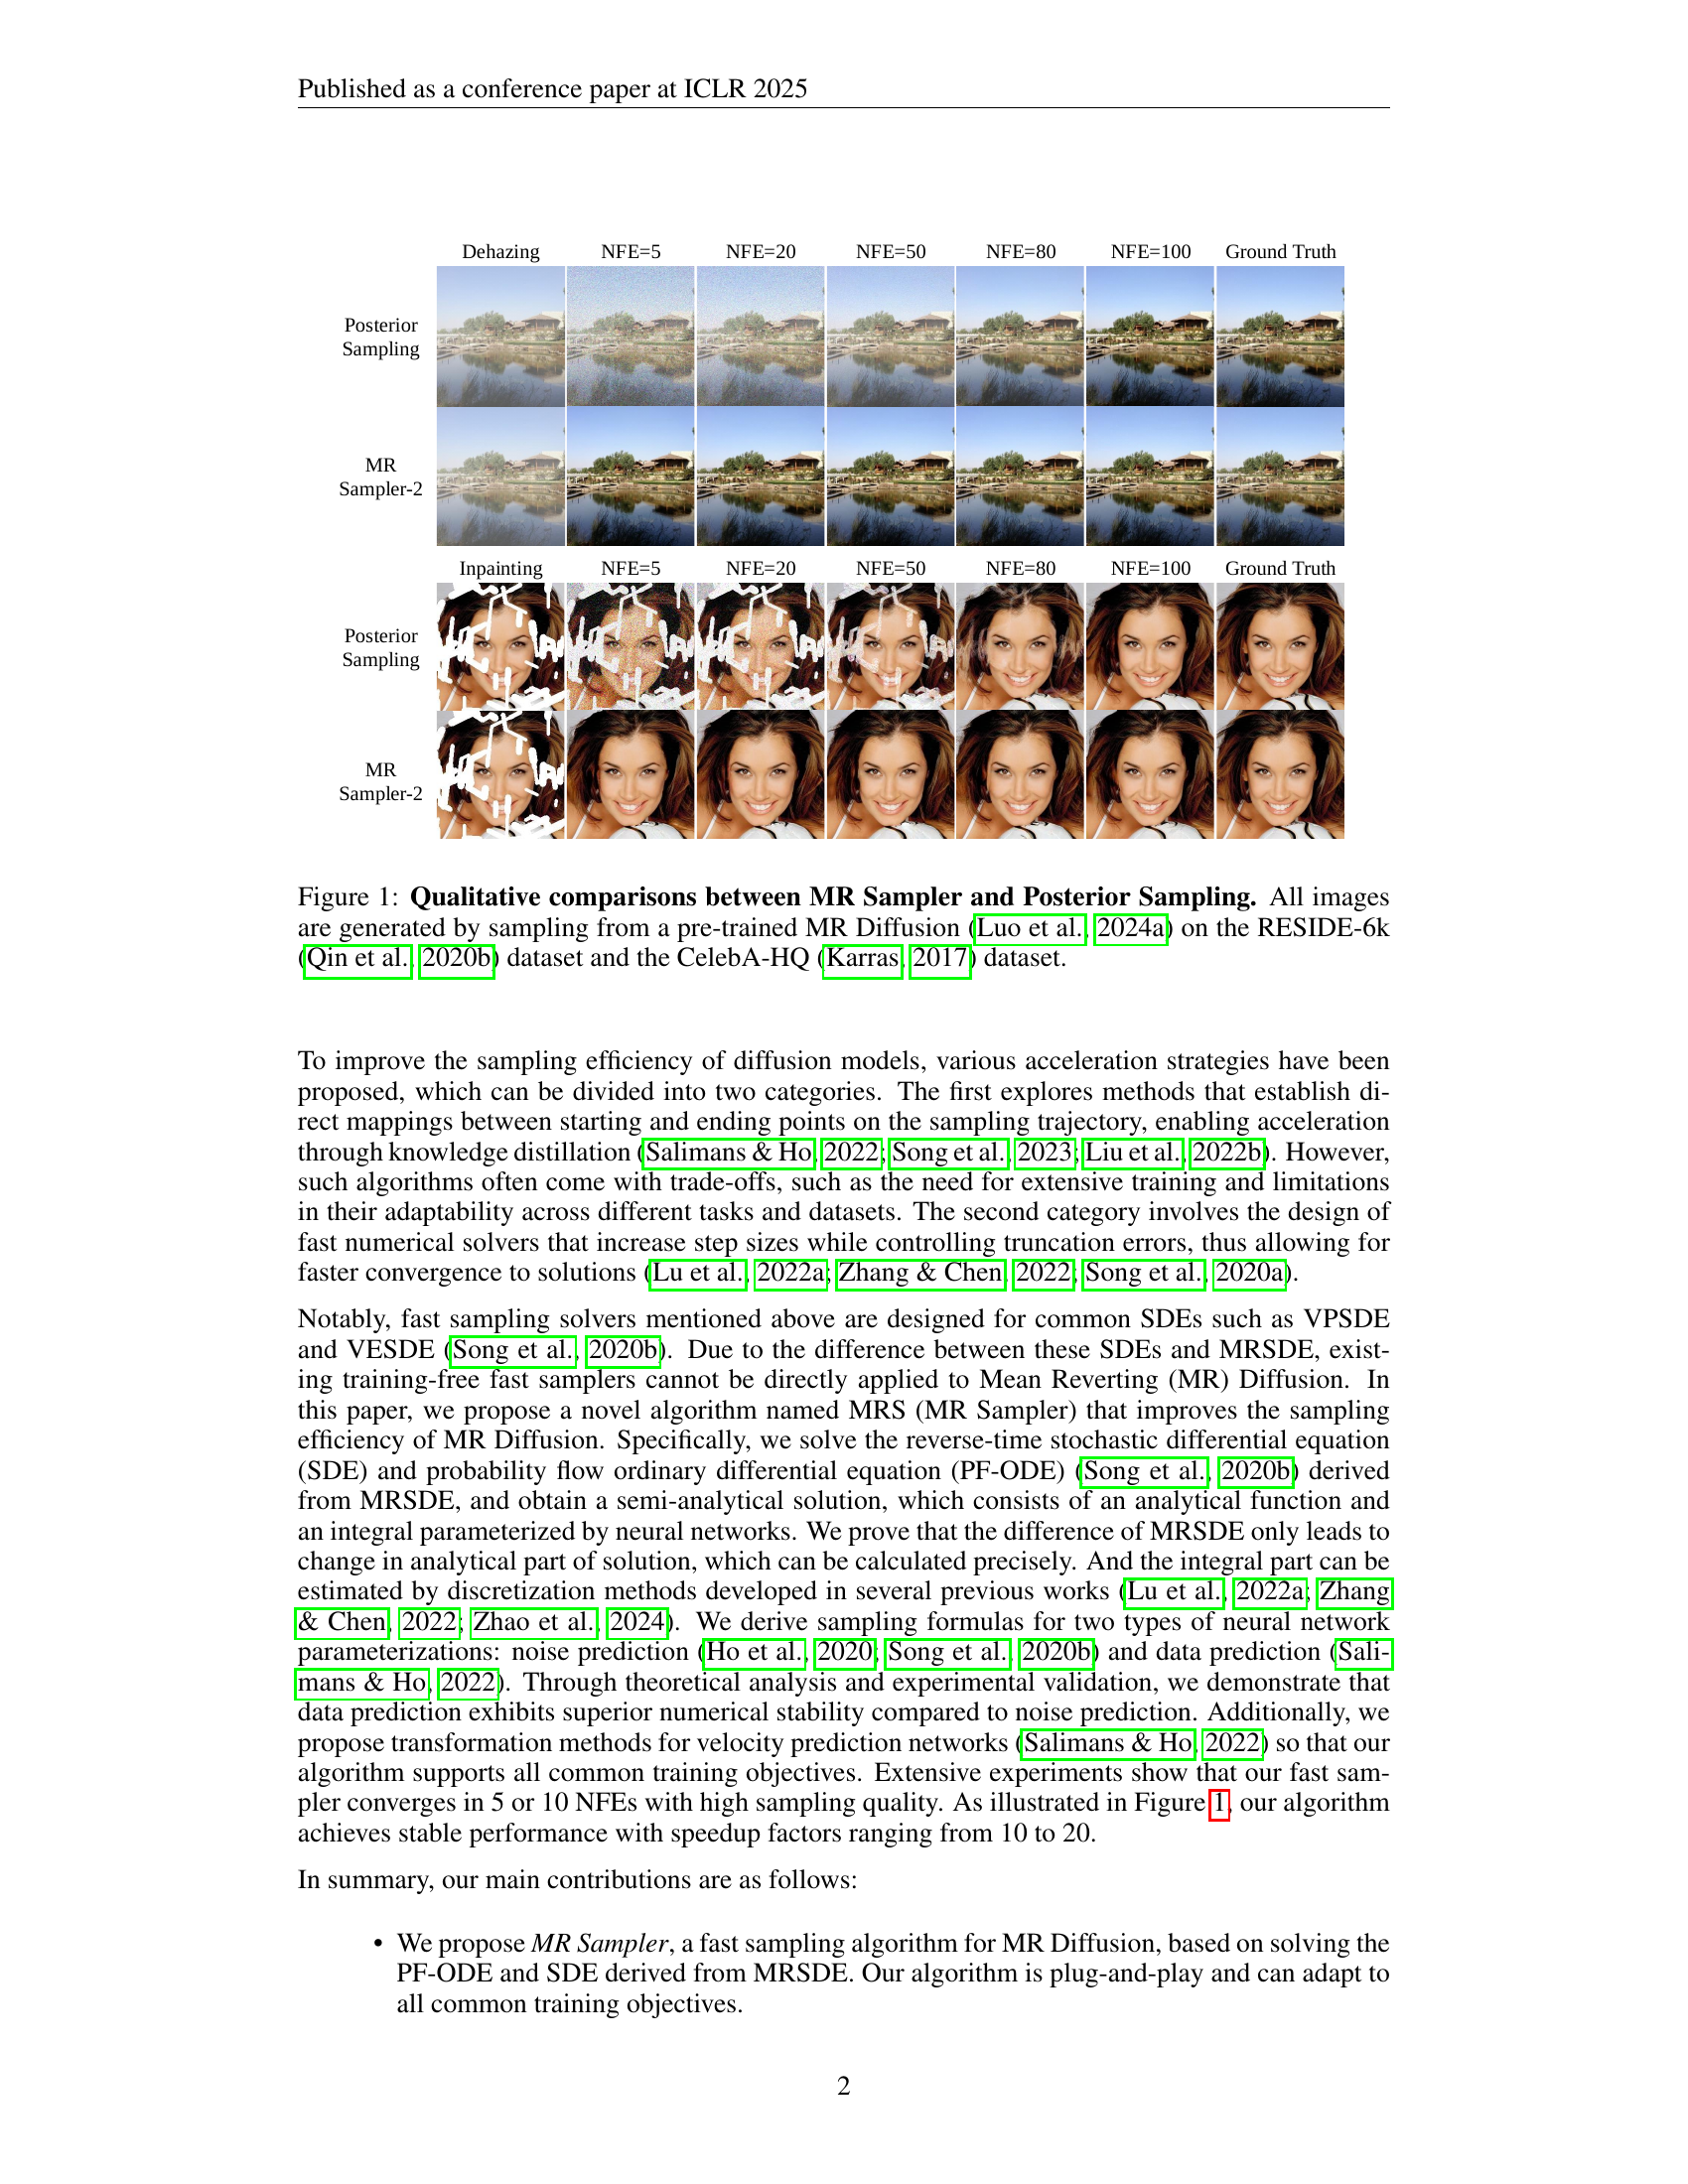 Published as a conference paper at ICLR 2025
Dehazing NFE=5 NFE=20 NFE=50 NFE=80 NFE=100 Ground Truth
Posterior
Sampling
MR
Sampler-2
Inpainting NFE=5 NFE=20 NFE=50 NFE=80 NFE=100 Ground Truth
Posterior
Sampling
MR
Sampler-2
Figure 1: Qualitative comparisons between MR Sampler and Posterior Sampling. All images
are generated by sampling from a pre-trained MR Diffusion (Luo et al., 2024a) on the RESIDE-6k
(Qin et al., 2020b) dataset and the CelebA-HQ (Karras, 2017) dataset.
To improve the sampling efficiency of diffusion models, various acceleration strategies have been
proposed, which can be divided into two categories. The first explores methods that establish di-
rect mappings between starting and ending points on the sampling trajectory, enabling acceleration
through knowledge distillation (Salimans & Ho, 2022; Song et al., 2023; Liu et al., 2022b). However,
such algorithms often come with trade-offs, such as the need for extensive training and limitations
in their adaptability across different tasks and datasets. The second category involves the design of
fast numerical solvers that increase step sizes while controlling truncation errors, thus allowing for
faster convergence to solutions (Lu et al., 2022a; Zhang & Chen, 2022; Song et al., 2020a).
Notably, fast sampling solvers mentioned above are designed for common SDEs such as VPSDE
and VESDE (Song et al., 2020b). Due to the difference between these SDEs and MRSDE, exist-
ing training-free fast samplers cannot be directly applied to Mean Reverting (MR) Diffusion. In
this paper, we propose a novel algorithm named MRS (MR Sampler) that improves the sampling
efficiency of MR Diffusion. Specifically, we solve the reverse-time stochastic differential equation
(SDE) and probability flow ordinary differential equation (PF-ODE) (Song et al., 2020b) derived
from MRSDE, and obtain a semi-analytical solution, which consists of an analytical function and
an integral parameterized by neural networks. We prove that the difference of MRSDE only leads to
change in analytical part of solution, which can be calculated precisely. And the integral part can be
estimated by discretization methods developed in several previous works (Lu et al., 2022a; Zhang
& Chen, 2022; Zhao et al., 2024). We derive sampling formulas for two types of neural network
parameterizations: noise prediction (Ho et al., 2020; Song et al., 2020b) and data prediction (Sali-
mans & Ho, 2022). Through theoretical analysis and experimental validation, we demonstrate that
data prediction exhibits superior numerical stability compared to noise prediction. Additionally, we
propose transformation methods for velocity prediction networks (Salimans & Ho, 2022) so that our
algorithm supports all common training objectives. Extensive experiments show that our fast sam-
pler converges in 5 or 10 NFEs with high sampling quality. As illustrated in Figure 1, our algorithm
achieves stable performance with speedup factors ranging from 10 to 20.
In summary, our main contributions are as follows:
• We propose MR Sampler, a fast sampling algorithm for MR Diffusion, based on solving the
PF-ODE and SDE derived from MRSDE. Our algorithm is plug-and-play and can adapt to
all common training objectives.
2